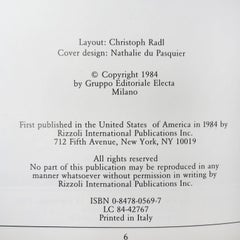 Layout: Christoph Radl
Cover design: Nathalie du Pasquier
© Copyright 1984
by Gruppo Editoriale Electa
Milano
First published in the United States of America in 1984 by
Rizzoli International Publications Inc.
712 Fifth Avenue, New York, NY 10019
All rights reserved
No part of this publication may be reproduced in any
manner whatsoever without permission in writing by
Rizzoli International Publications Inc.
ISBN 0-8478-0569-7
LC 84-42767
Printed in Italy
6